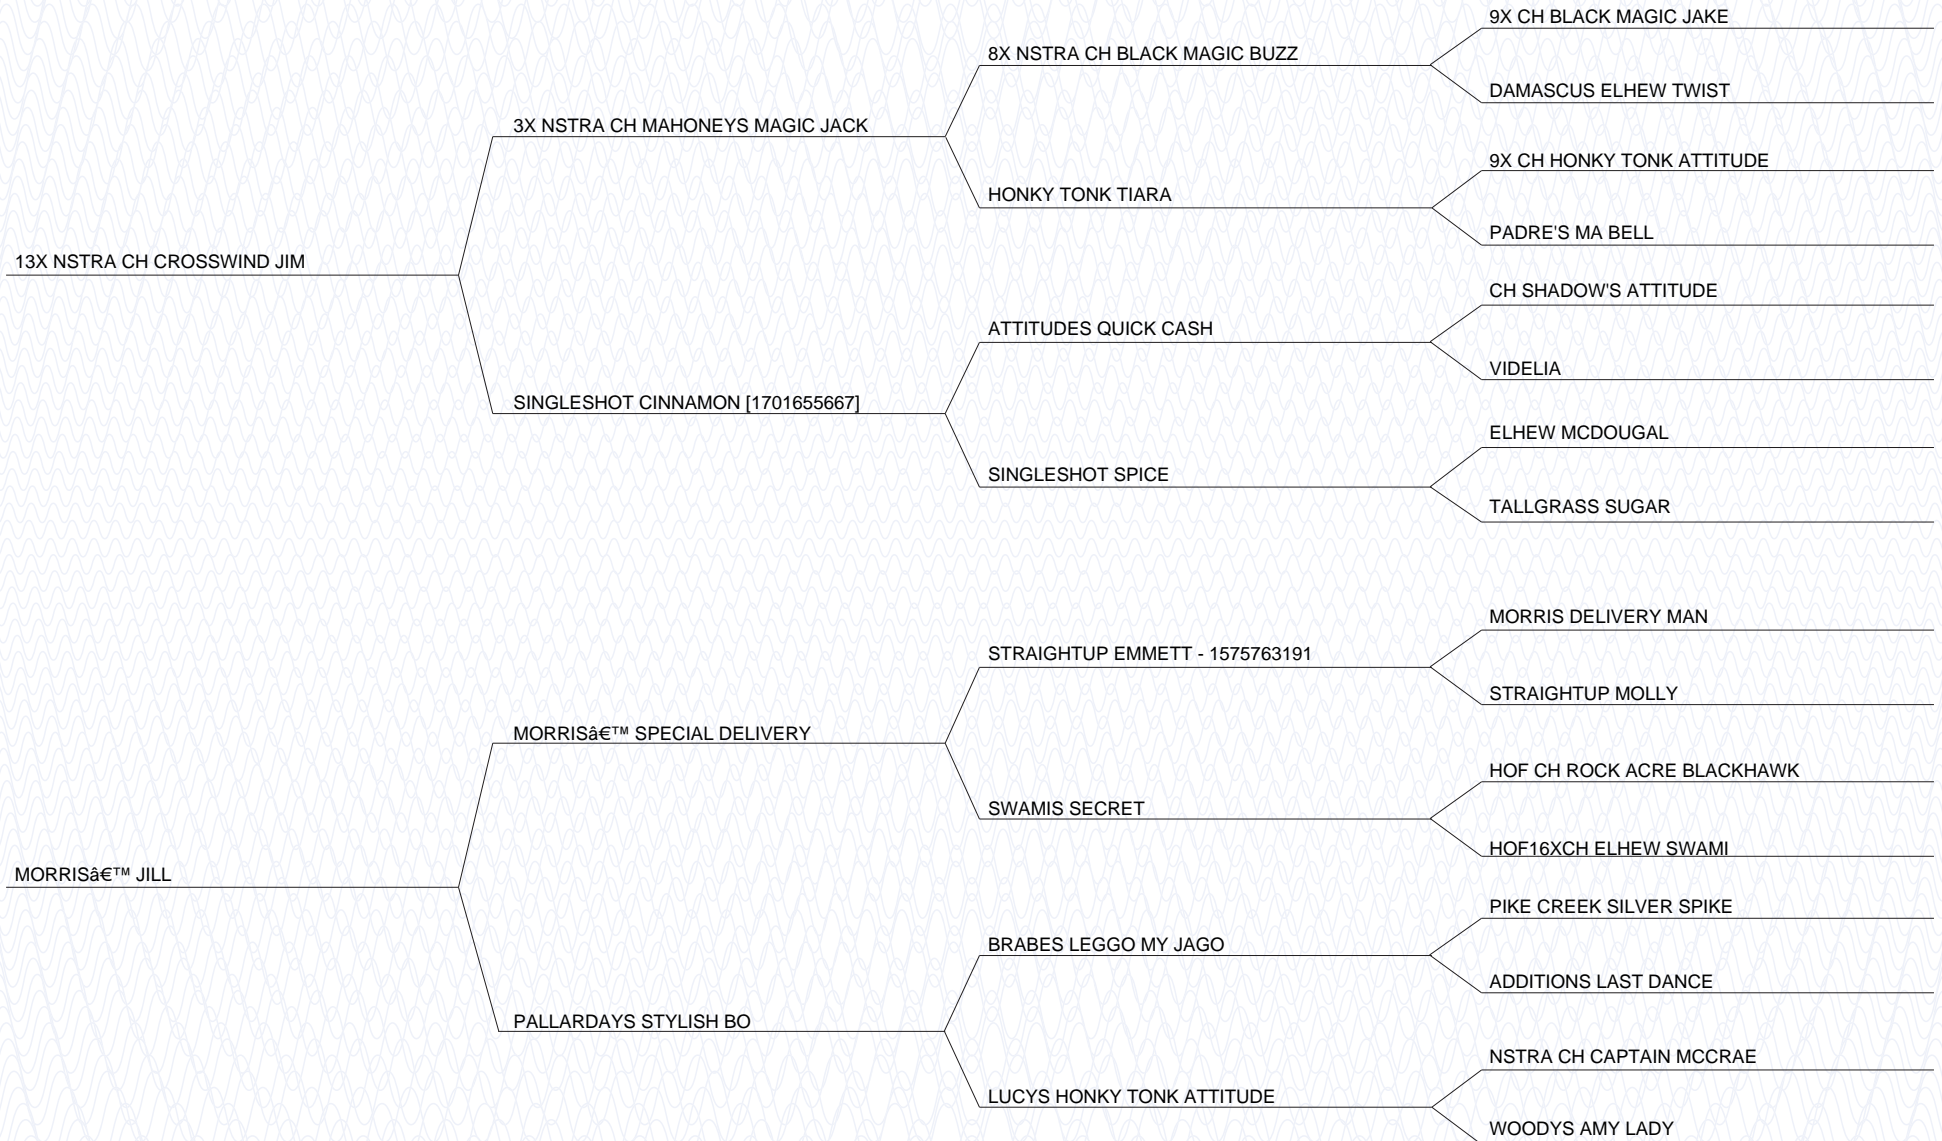 9X CH BLACK MAGIC JAKE
8X NSTRA CH BLACK MAGIC BUZZ
DAMASCUS ELHEW TWIST
3X NSTRA CH MAHONEYS MAGIC JACK
9X CH HONKY TONK ATTITUDE
HONKY TONK TIARA
PADRE'S MA BELL
13X NSTRA CH CROSSWIND JIM
CH SHADOW'S ATTITUDE
ATTITUDES QUICK CASH
VIDELIA
SINGLESHOT CINNAMON [1701655667]
ELHEW MCDOUGAL
SINGLESHOT SPICE
TALLGRASS SUGAR
MORRIS DELIVERY MAN
STRAIGHTUP EMMETT - 1575763191
STRAIGHTUP MOLLY
MORRISâ€™ SPECIAL DELIVERY
HOF CH ROCK ACRE BLACKHAWK
SWAMIS SECRET
HOF16XCH ELHEW SWAMI
MORRISâ€™ JILL
PIKE CREEK SILVER SPIKE
BRABES LEGGO MY JAGO
ADDITIONS LAST DANCE
PALLARDAYS STYLISH BO
NSTRA CH CAPTAIN MCCRAE
LUCYS HONKY TONK ATTITUDE
WOODYS AMY LADY